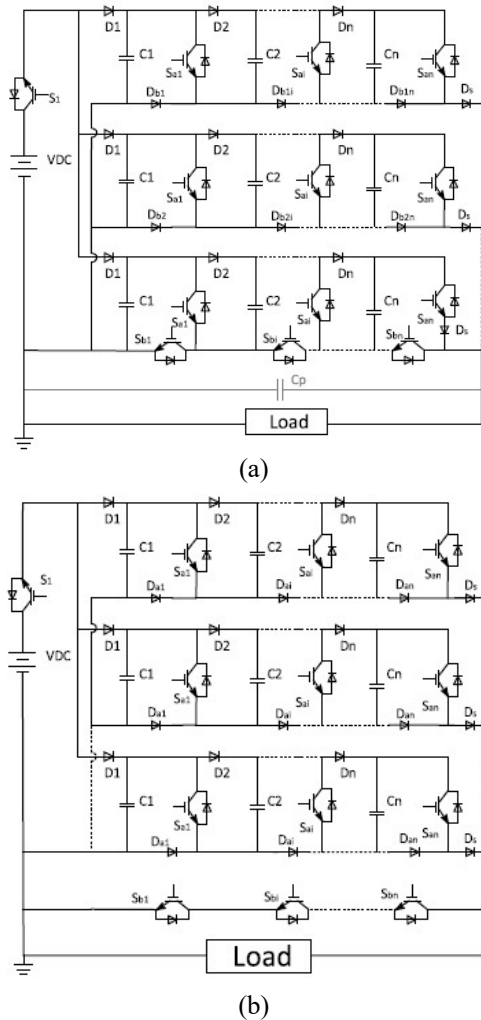 D1 C1 D2 Dn
Sa1 C2 Sai Cn San
S1
Db1 Db1i Db1n Ds
VDC
D1 C1 D2 Dn
Sa1 C2 Sai Cn San
Db2 Db2i Db2n Ds
D1 C1 D2 Dn
Sa1 C2 Sai Cn San
Ds
Sb1 Sbi Sbn
Cp
Load
(a)
D1 C1 D2 Dn
Sa1 C2 Sai Cn San
S1
Da1 Dai Dan Ds
VDC
D1 C1 D2 Dn
Sa1 C2 Sai Cn San
Da1 Dai Dan Ds
D1 C1 D2 Dn
Sa1 C2 Sai Cn San
Da1 Dai Dan Ds
Sb1 Sbi Sbn
Load
(b)